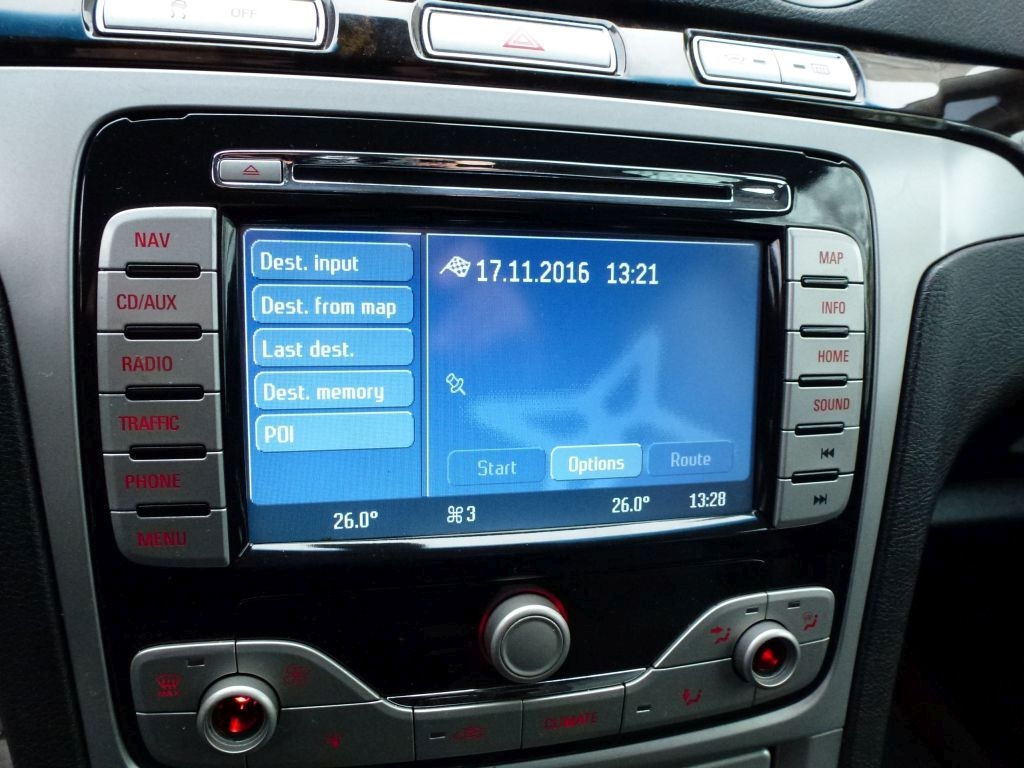 OFF
NAV
CD/AUX
RADIO
TRAFFIC
PHONE
MENU
Dest. input
Dest. from map
Last dest.
Dest. memory
POI
17.11.2016 13:21
Start
Options
Route
26.0°
3
26.0°
13:28
MAP
INFO
HOME
SOUND
MAX
CLIMATE